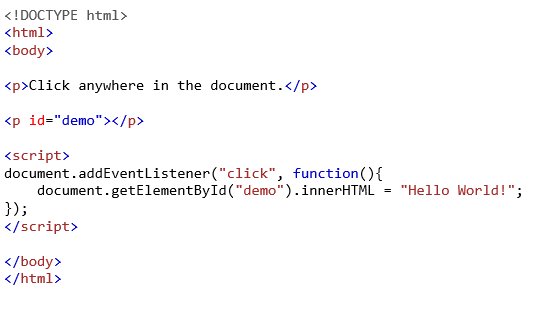 <!DOCTYPE html>
<html>
<body>
<p>Click anywhere in the document.</p>
<p id="demo"></p>
<script>
document.addEventListener("click", function(){
    document.getElementById("demo").innerHTML = "Hello World!";
});
</script>
</body>
</html>